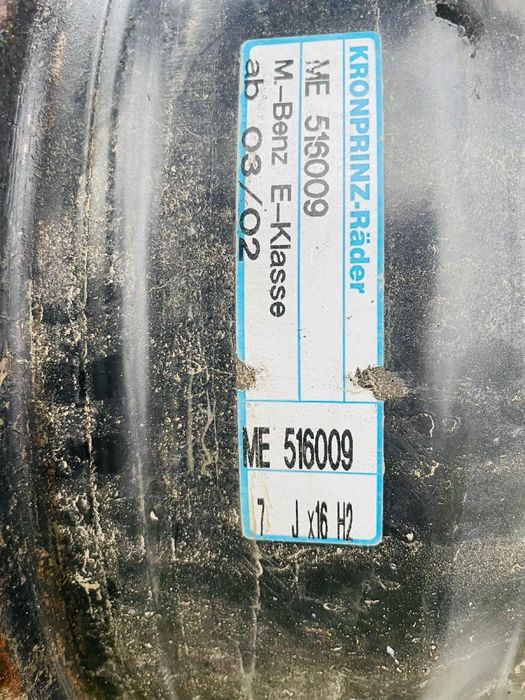 KRONPRINZ-Räder
ME 516009
M.-Benz E-Klasse
ab 03/02
ME 516009
7 J x16 H2